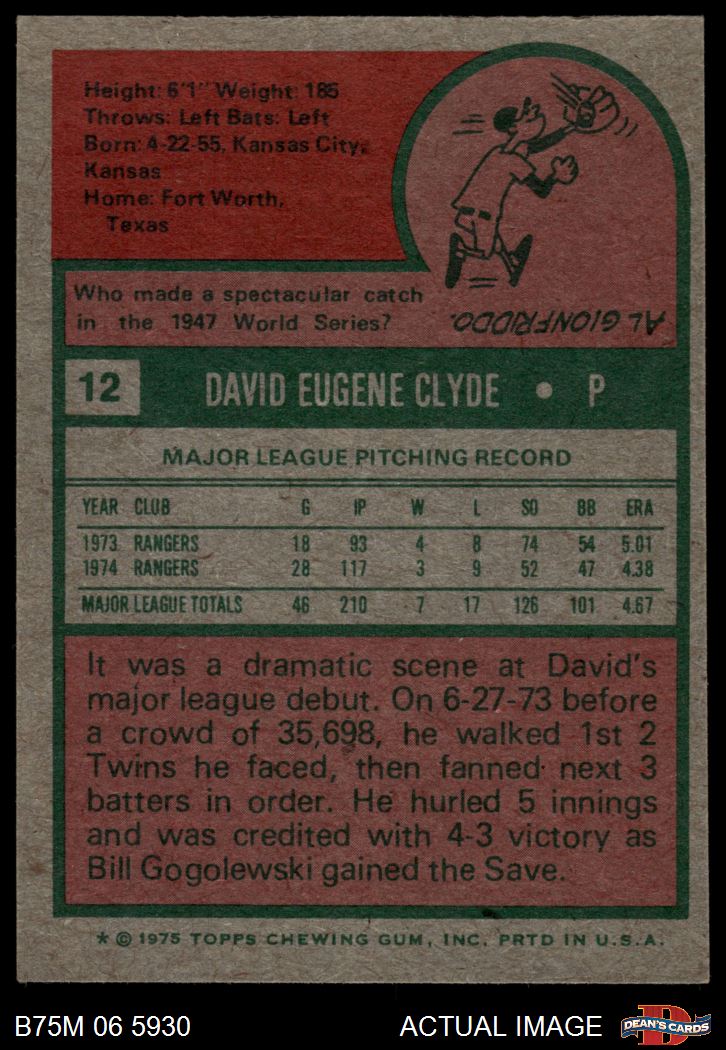 Height: 6'1" Weight: 185
Throws: Left Bats: Left
Born: 4-22-55, Kansas City,
Kansas
Home: Fort Worth,
Texas
Who made a spectacular catch
in the 1947 World Series?
AL GIONFRIDDO.
12 DAVID EUGENE CLYDE • P
MAJOR LEAGUE PITCHING RECORD
YEAR CLUB G IP W L SO BB ERA
1973 RANGERS 18 93 4 8 74 54 5.01
1974 RANGERS 28 117 3 9 52 47 4.38
MAJOR LEAGUE TOTALS 46 210 7 17 126 101 4.67
It was a dramatic scene at David's
major league debut. On 6-27-73 before
a crowd of 35,698, he walked 1st 2
Twins he faced, then fanned next 3
batters in order. He hurled 5 innings
and was credited with 4-3 victory as
Bill Gogolewski gained the Save.
* © 1975 TOPPS CHEWING GUM, INC. PRTD IN U.S.A.
B75M 06 5930 ACTUAL IMAGE
D
DEAN'S CARDS